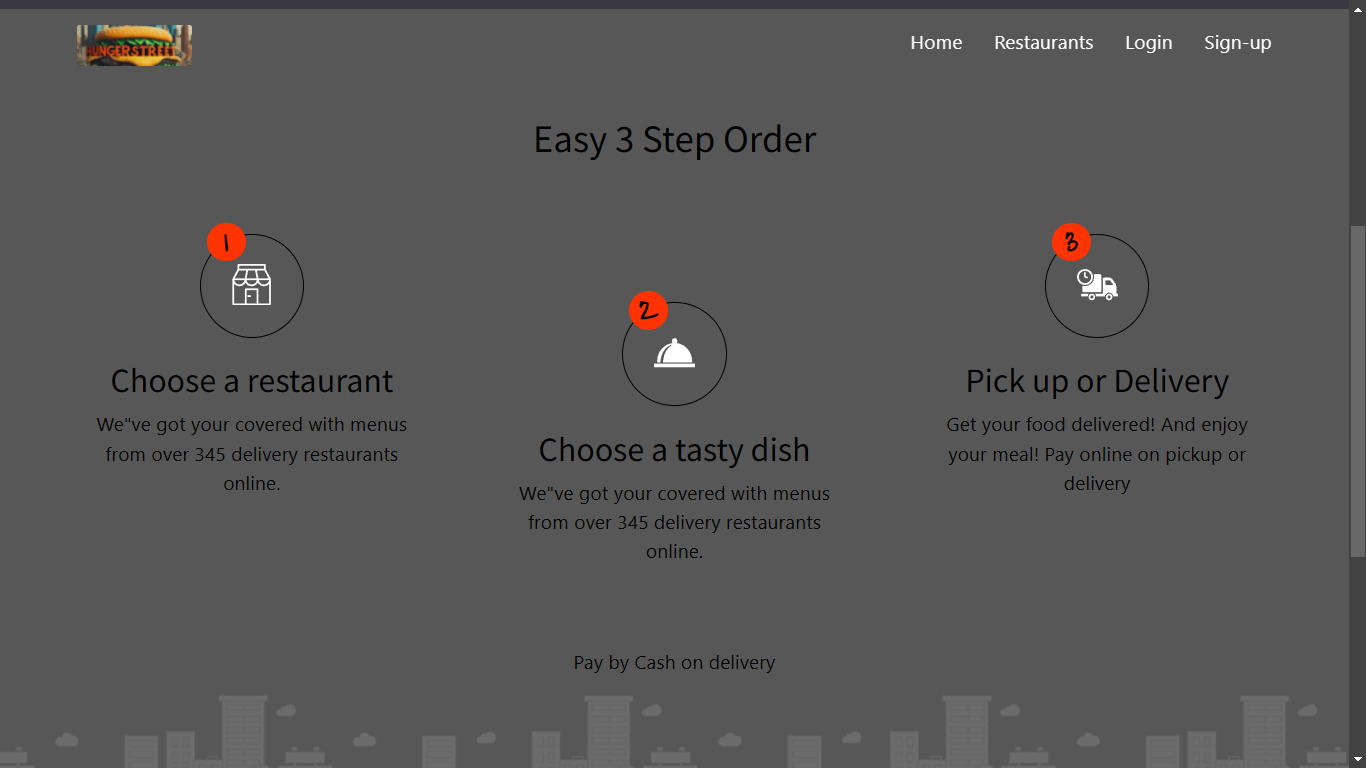 HUNGER STREET
Home Restaurants Login Sign-up
Easy 3 Step Order
1
Choose a restaurant
We"ve got your covered with menus
from over 345 delivery restaurants
online.
2
Choose a tasty dish
We"ve got your covered with menus
from over 345 delivery restaurants
online.
3
Pick up or Delivery
Get your food delivered! And enjoy
your meal! Pay online on pickup or
delivery
Pay by Cash on delivery